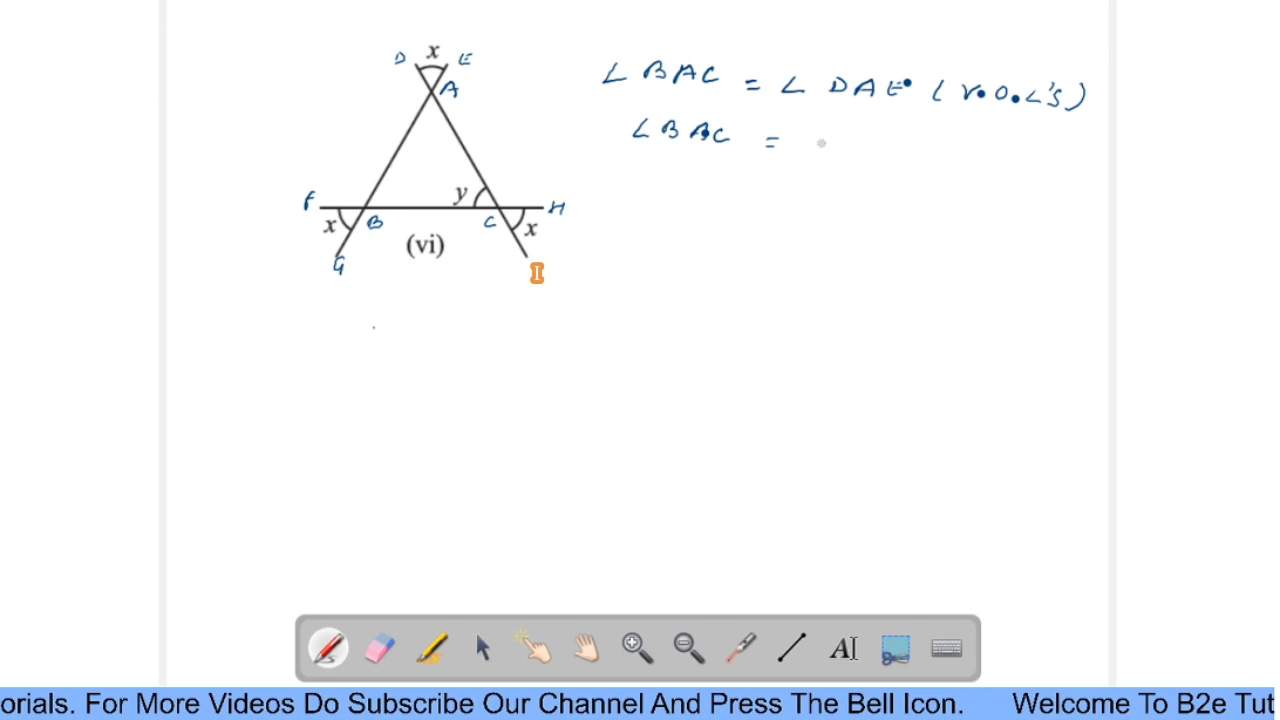 D x E
A
∠BAC = ∠DAE (V.O.∠'S)
∠BAC =
F y H
x B C x
(vi)
G I
AI
orials. For More Videos Do Subscribe Our Channel And Press The Bell Icon. Welcome To B2e Tut